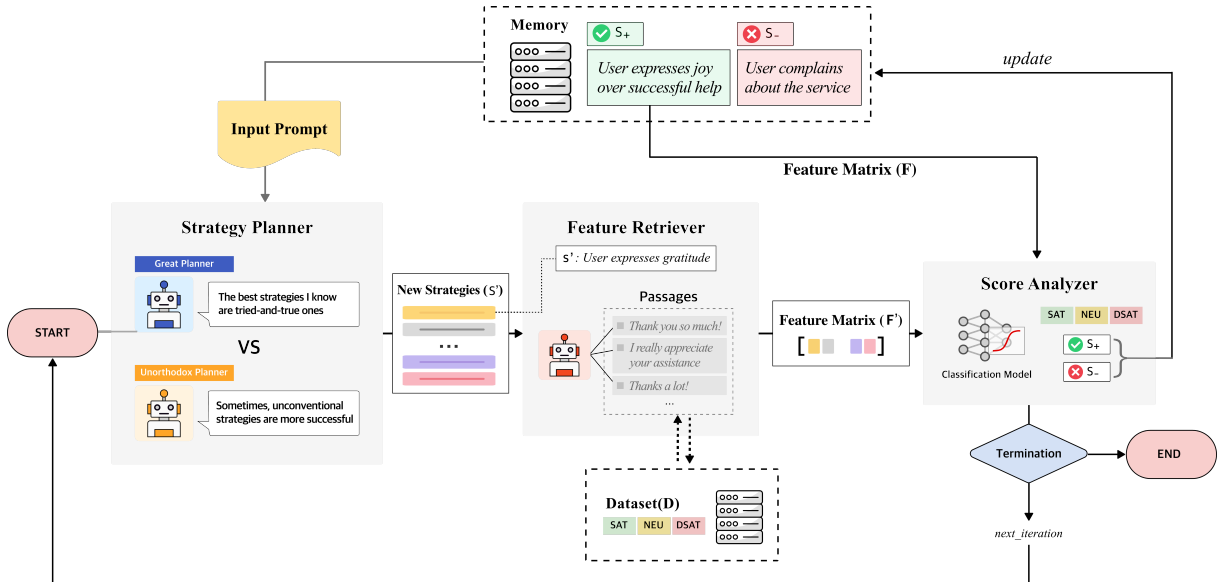 Memory
S+
S-
User expresses joy
over successful help
User complains
about the service
update
Input Prompt
Feature Matrix (F)
Strategy Planner
Great Planner
The best strategies I know
are tried-and-true ones
VS
Unorthodox Planner
Sometimes, unconventional
strategies are more successful
START
New Strategies (S')
...
Feature Retriever
s': User expresses gratitude
Passages
Thank you so much!
I really appreciate
your assistance
Thanks a lot!
...
Dataset(D)
SAT NEU DSAT
Feature Matrix (F')
[ ]
Score Analyzer
Classification Model
SAT NEU DSAT
S+
S-
Termination
END
next_iteration